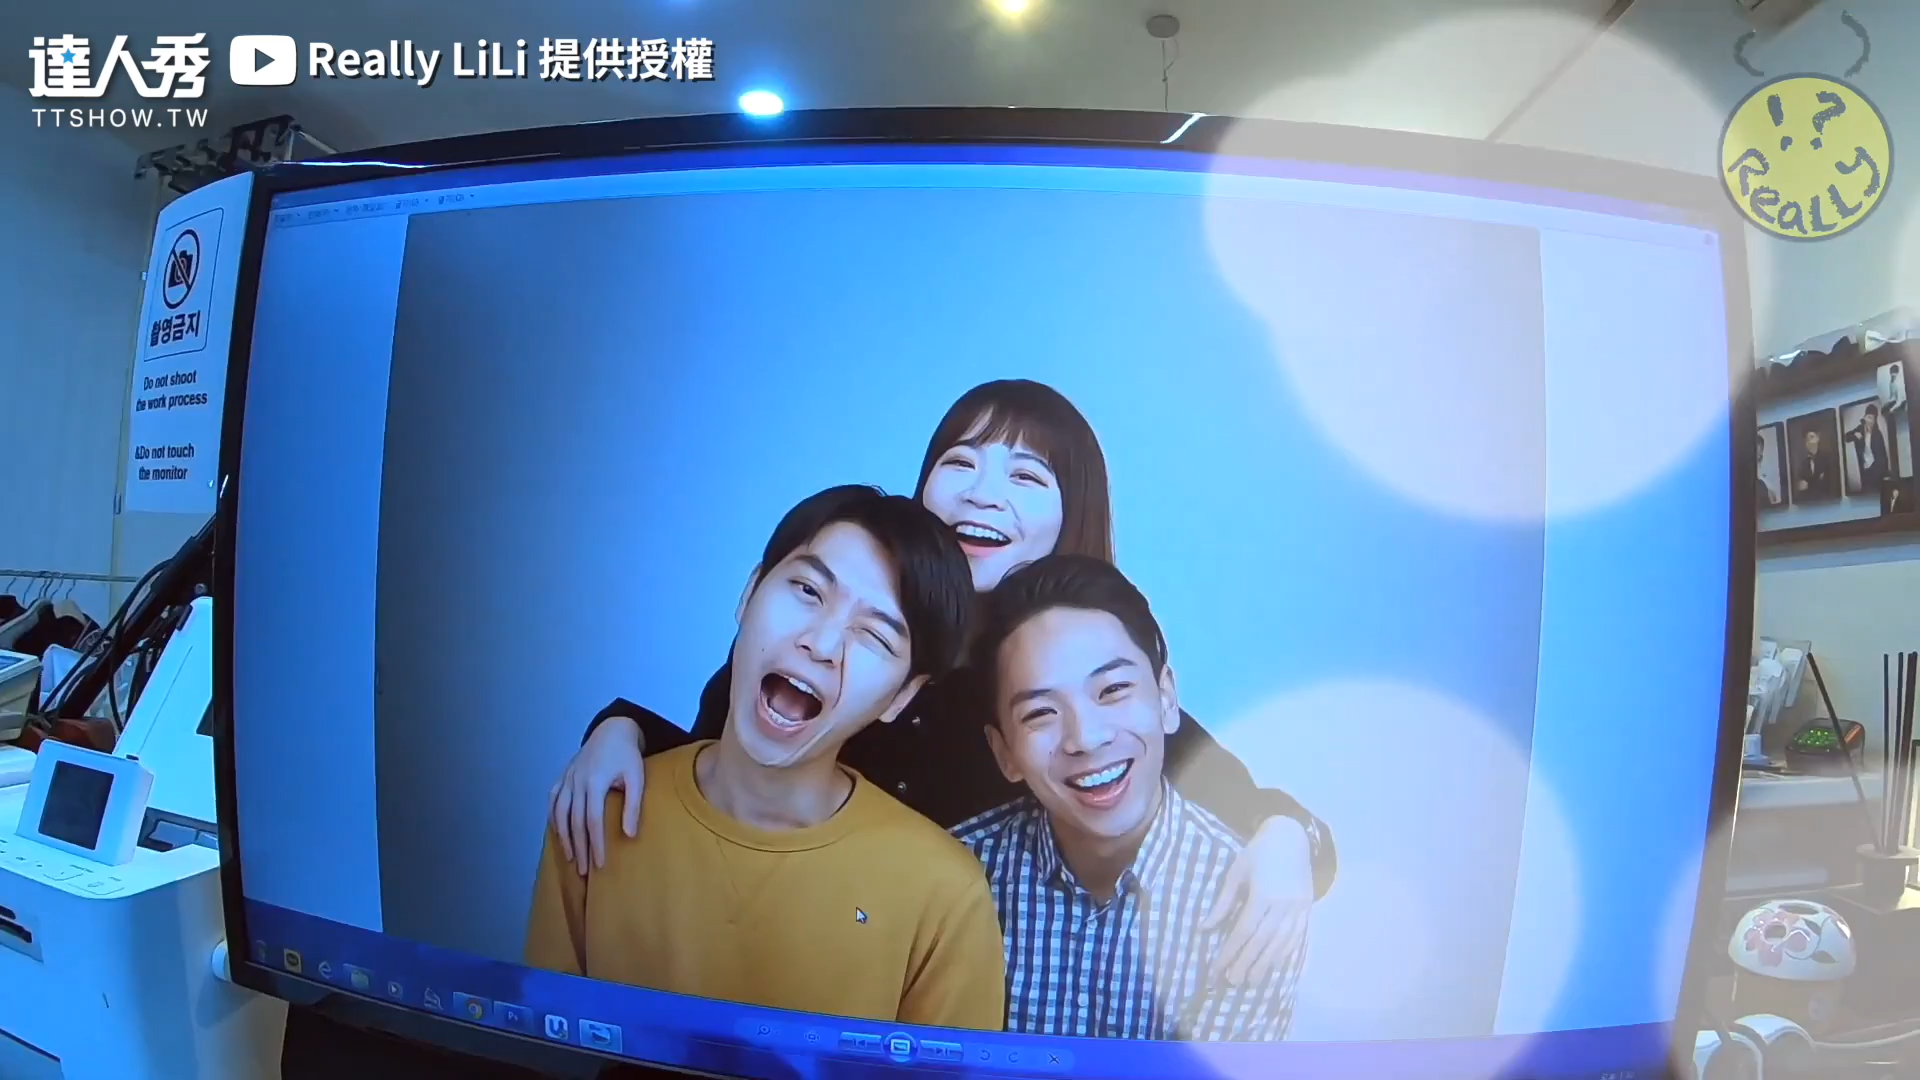 達人秀
TTSHOW.TW
Really LiLi 提供授權
!?
ReaLLy
촬영금지
Do not shoot
the work process
&Do not touch
the monitor
Ps